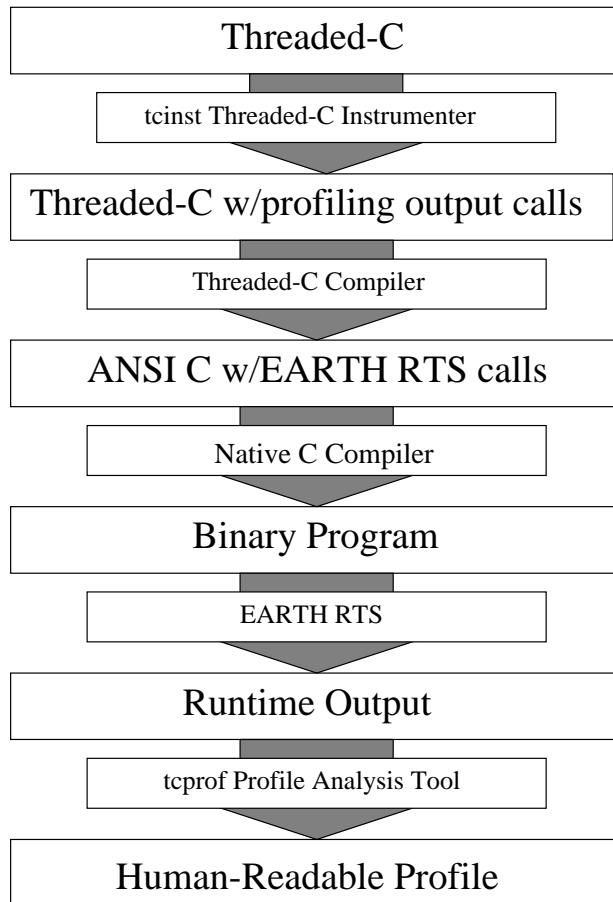 Threaded-C
tcinst Threaded-C Instrumenter
Threaded-C w/profiling output calls
Threaded-C Compiler
ANSI C w/EARTH RTS calls
Native C Compiler
Binary Program
EARTH RTS
Runtime Output
tcprof Profile Analysis Tool
Human-Readable Profile